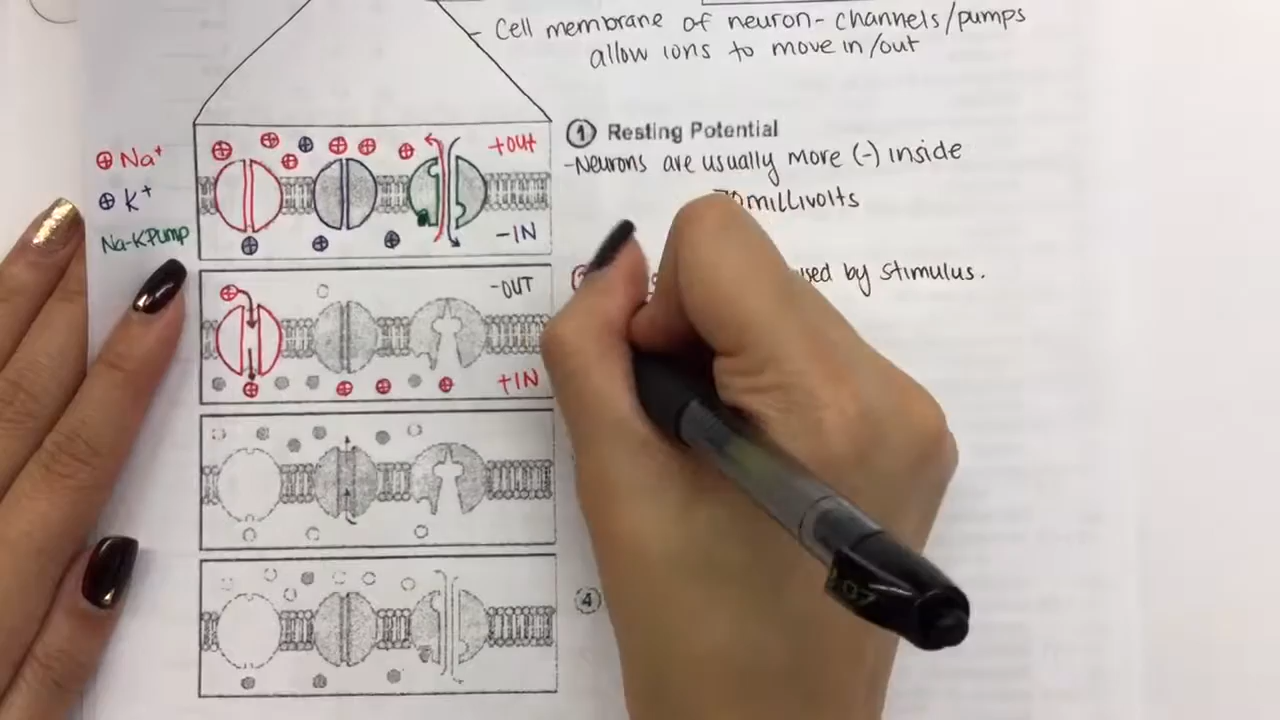 - Cell membrane of neuron- channels/pumps
allow ions to move in/out
⊕ Na⁺
⊕ K⁺
Na-K Pump
+OUT
-IN
① Resting Potential
-Neurons are usually more (-) inside
millivolts
by stimulus.
-OUT
+IN
④